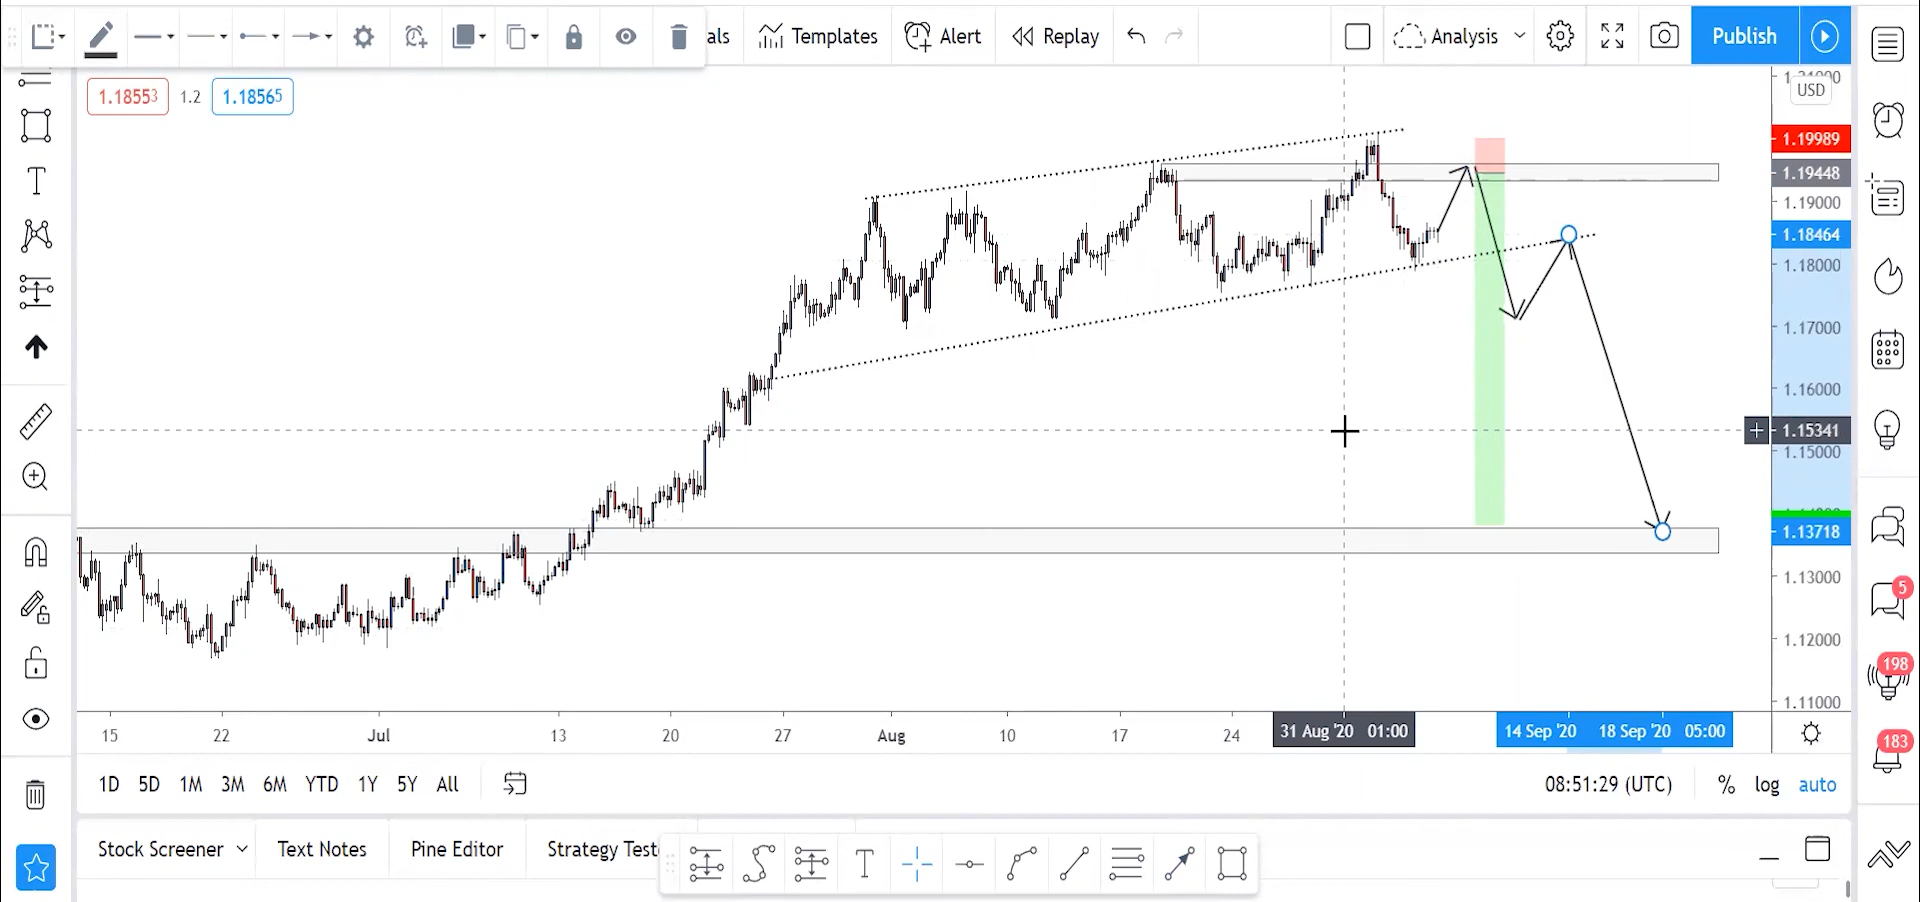 als Templates Alert Replay Analysis Publish
1.18553 1.2 1.18565
USD
1.19989
1.19448
1.19000
1.18464
1.18000
1.17000
1.16000
1.15341
1.15000
1.13718
1.13000
1.12000
1.11000
15 22 Jul 13 20 27 Aug 10 17 24 31 Aug '20 01:00 14 Sep '20 18 Sep '20 05:00
1D 5D 1M 3M 6M YTD 1Y 5Y All 08:51:29 (UTC) % log auto
Stock Screener Text Notes Pine Editor Strategy Teste
5
198
183